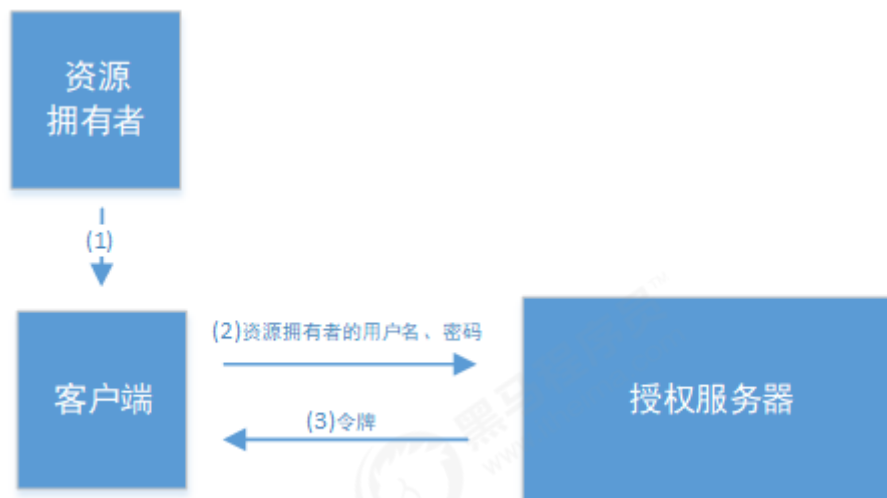 资源
拥有者
(1)
(2)资源拥有者的用户名、密码
客户端
授权服务器
(3)令牌